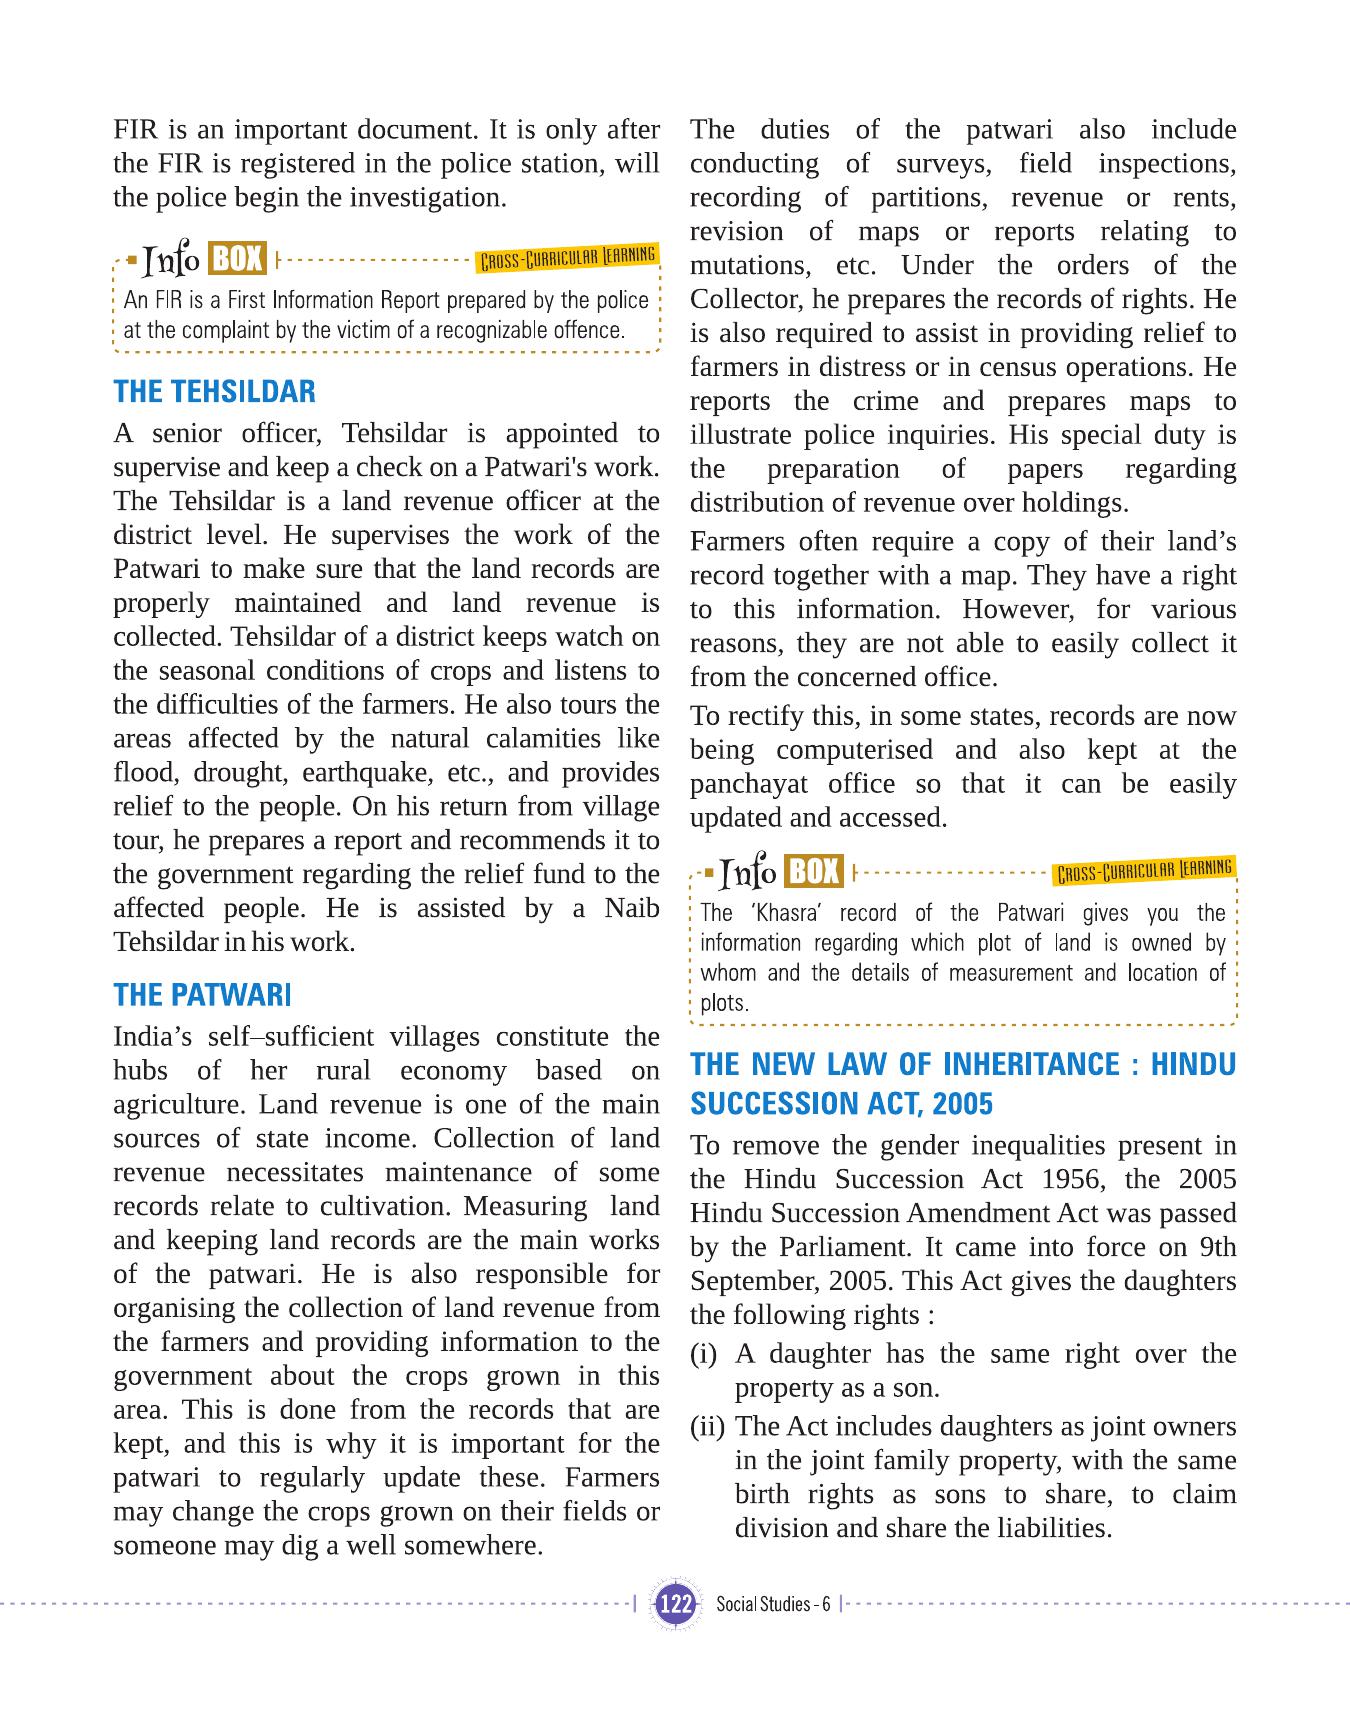 FIR is an important document. It is only after
the FIR is registered in the police station, will
the police begin the investigation.
Info BOX
CROSS-CURRICULAR LEARNING
An FIR is a First Information Report prepared by the police
at the complaint by the victim of a recognizable offence.
THE TEHSILDAR
A senior officer, Tehsildar is appointed to
supervise and keep a check on a Patwari's work.
The Tehsildar is a land revenue officer at the
district level. He supervises the work of the
Patwari to make sure that the land records are
properly maintained and land revenue is
collected. Tehsildar of a district keeps watch on
the seasonal conditions of crops and listens to
the difficulties of the farmers. He also tours the
areas affected by the natural calamities like
flood, drought, earthquake, etc., and provides
relief to the people. On his return from village
tour, he prepares a report and recommends it to
the government regarding the relief fund to the
affected people. He is assisted by a Naib
Tehsildar in his work.
THE PATWARI
India’s self–sufficient villages constitute the
hubs of her rural economy based on
agriculture. Land revenue is one of the main
sources of state income. Collection of land
revenue necessitates maintenance of some
records relate to cultivation. Measuring land
and keeping land records are the main works
of the patwari. He is also responsible for
organising the collection of land revenue from
the farmers and providing information to the
government about the crops grown in this
area. This is done from the records that are
kept, and this is why it is important for the
patwari to regularly update these. Farmers
may change the crops grown on their fields or
someone may dig a well somewhere.
The duties of the patwari also include
conducting of surveys, field inspections,
recording of partitions, revenue or rents,
revision of maps or reports relating to
mutations, etc. Under the orders of the
Collector, he prepares the records of rights. He
is also required to assist in providing relief to
farmers in distress or in census operations. He
reports the crime and prepares maps to
illustrate police inquiries. His special duty is
the preparation of papers regarding
distribution of revenue over holdings.
Farmers often require a copy of their land’s
record together with a map. They have a right
to this information. However, for various
reasons, they are not able to easily collect it
from the concerned office.
To rectify this, in some states, records are now
being computerised and also kept at the
panchayat office so that it can be easily
updated and accessed.
Info BOX
CROSS-CURRICULAR LEARNING
The ‘Khasra’ record of the Patwari gives you the
information regarding which plot of land is owned by
whom and the details of measurement and location of
plots.
THE NEW LAW OF INHERITANCE : HINDU
SUCCESSION ACT, 2005
To remove the gender inequalities present in
the Hindu Succession Act 1956, the 2005
Hindu Succession Amendment Act was passed
by the Parliament. It came into force on 9th
September, 2005. This Act gives the daughters
the following rights :
(i) A daughter has the same right over the
property as a son.
(ii) The Act includes daughters as joint owners
in the joint family property, with the same
birth rights as sons to share, to claim
division and share the liabilities.
122 Social Studies - 6